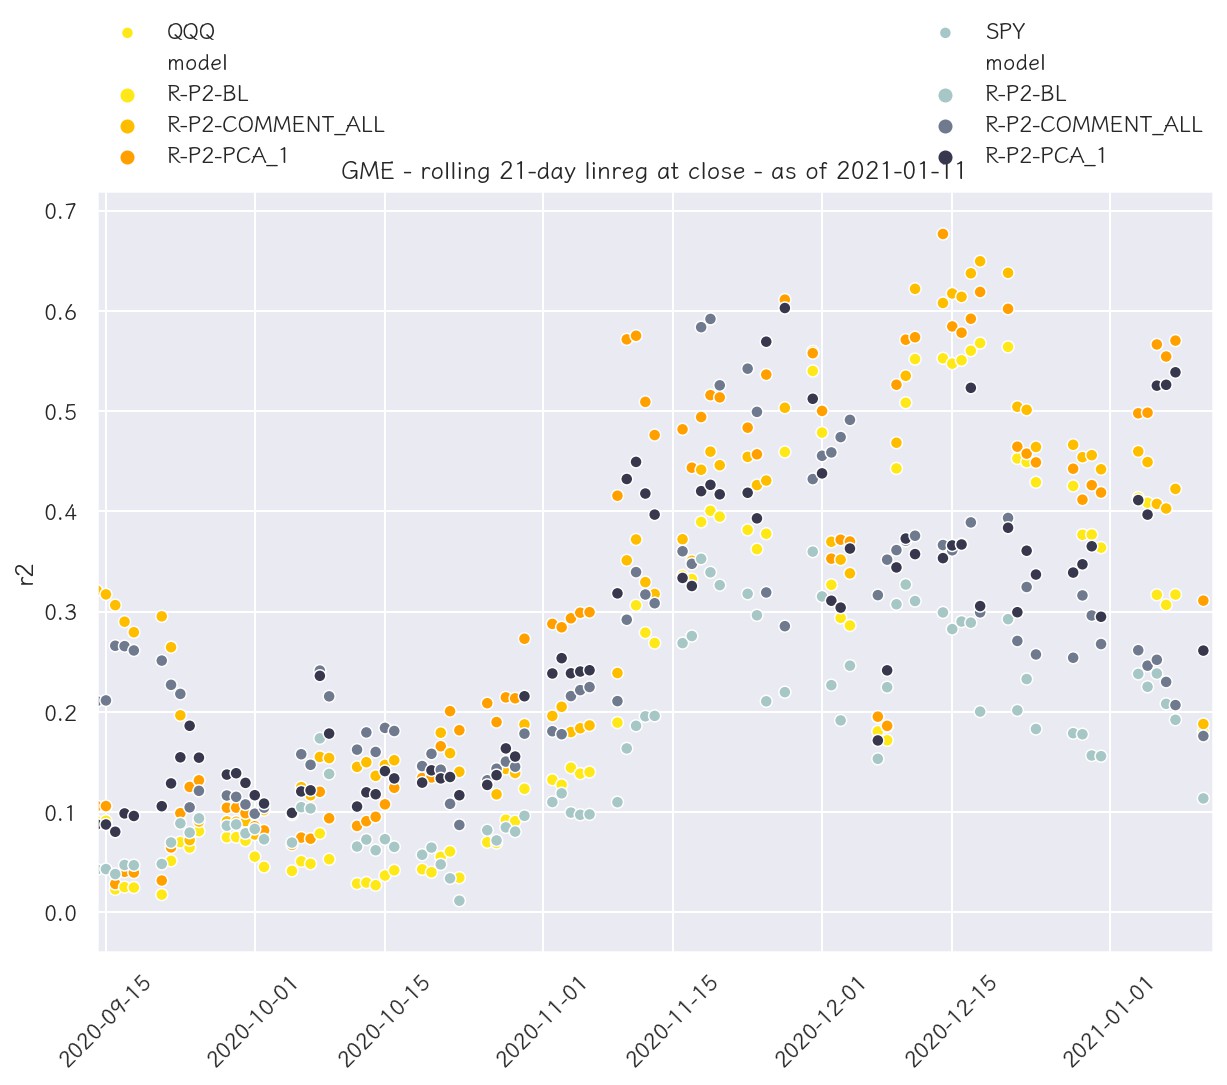 QQQ
model
R-P2-BL
R-P2-COMMENT_ALL
R-P2-PCA_1
SPY
model
R-P2-BL
R-P2-COMMENT_ALL
R-P2-PCA_1
GME - rolling 21-day linreg at close - as of 2021-01-11
0.7
0.6
0.5
0.4
0.3
0.2
0.1
0.0
r2
2020-09-15
2020-10-01
2020-10-15
2020-11-01
2020-11-15
2020-12-01
2020-12-15
2021-01-01